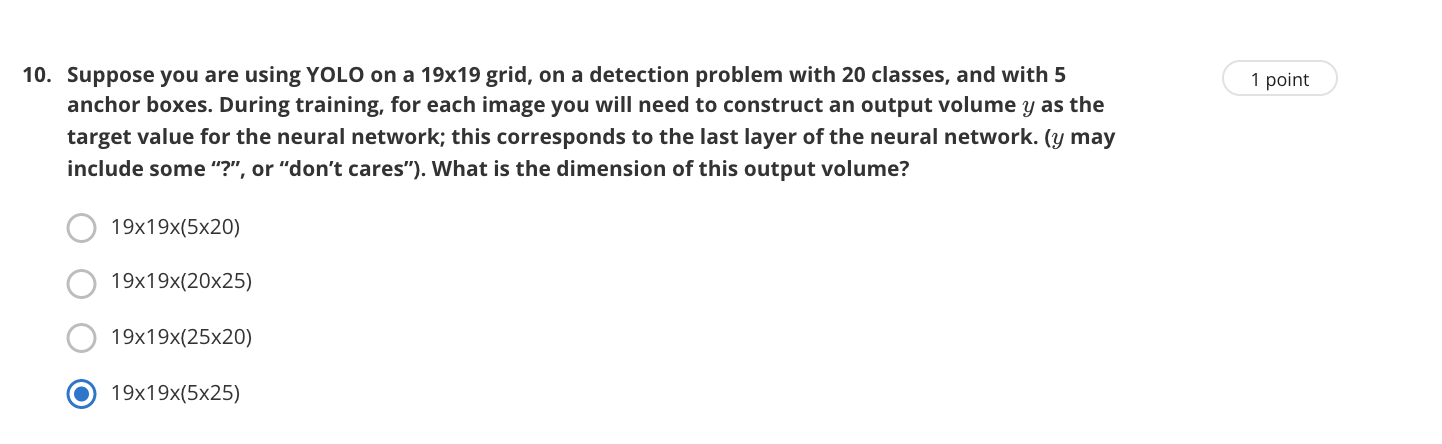 10. Suppose you are using YOLO on a 19x19 grid, on a detection problem with 20 classes, and with 5
1 point
anchor boxes. During training, for each image you will need to construct an output volume y as the
target value for the neural network; this corresponds to the last layer of the neural network. (y may
include some “?”, or “don’t cares”). What is the dimension of this output volume?
19x19x(5x20)
19x19x(20x25)
19x19x(25x20)
19x19x(5x25)